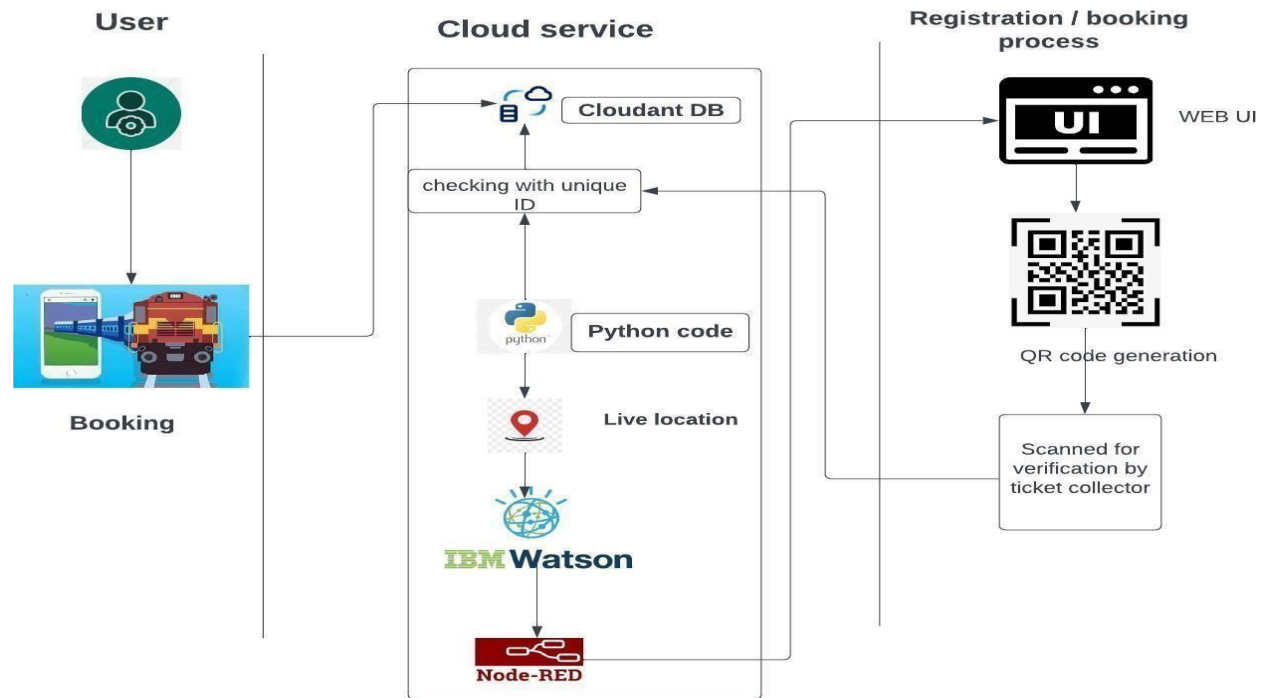 User
Cloud service
Registration / booking
process
Cloudant DB
UI
WEB UI
checking with unique
ID
python
Python code
QR code generation
Booking
Live location
Scanned for
verification by
ticket collector
IBM Watson
Node-RED